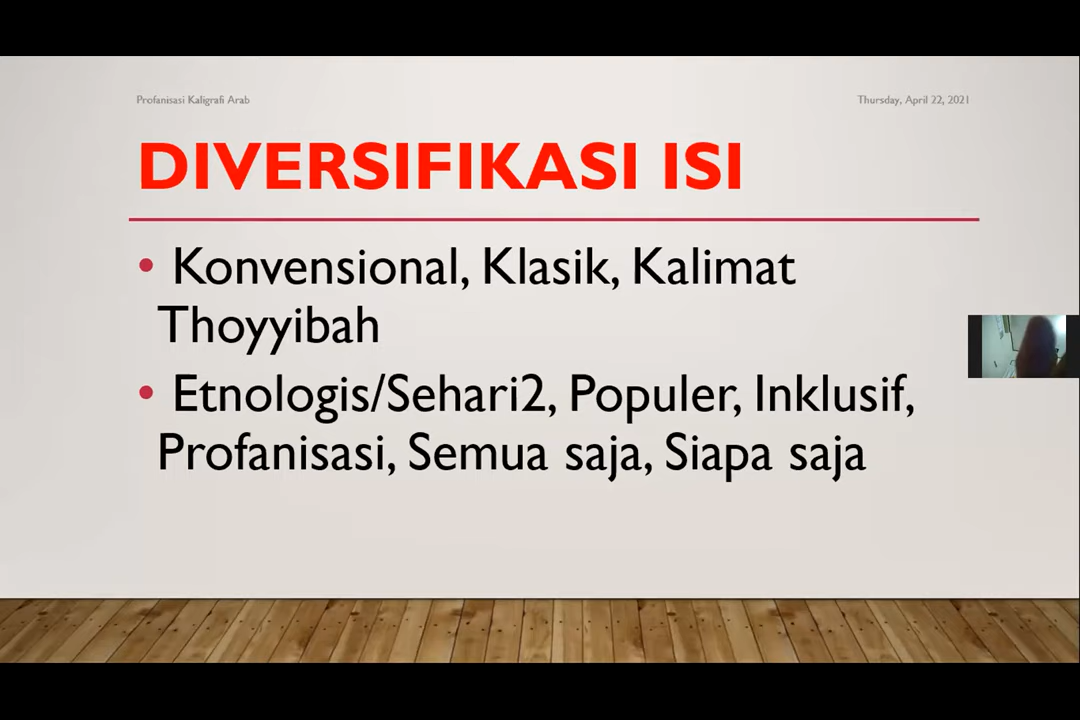 Profanisasi Kaligrafi Arab
Thursday, April 22, 2021
DIVERSIFIKASI ISI
• Konvensional, Klasik, Kalimat
Thoyyibah
• Etnologis/Sehari2, Populer, Inklusif,
Profanisasi, Semua saja, Siapa saja